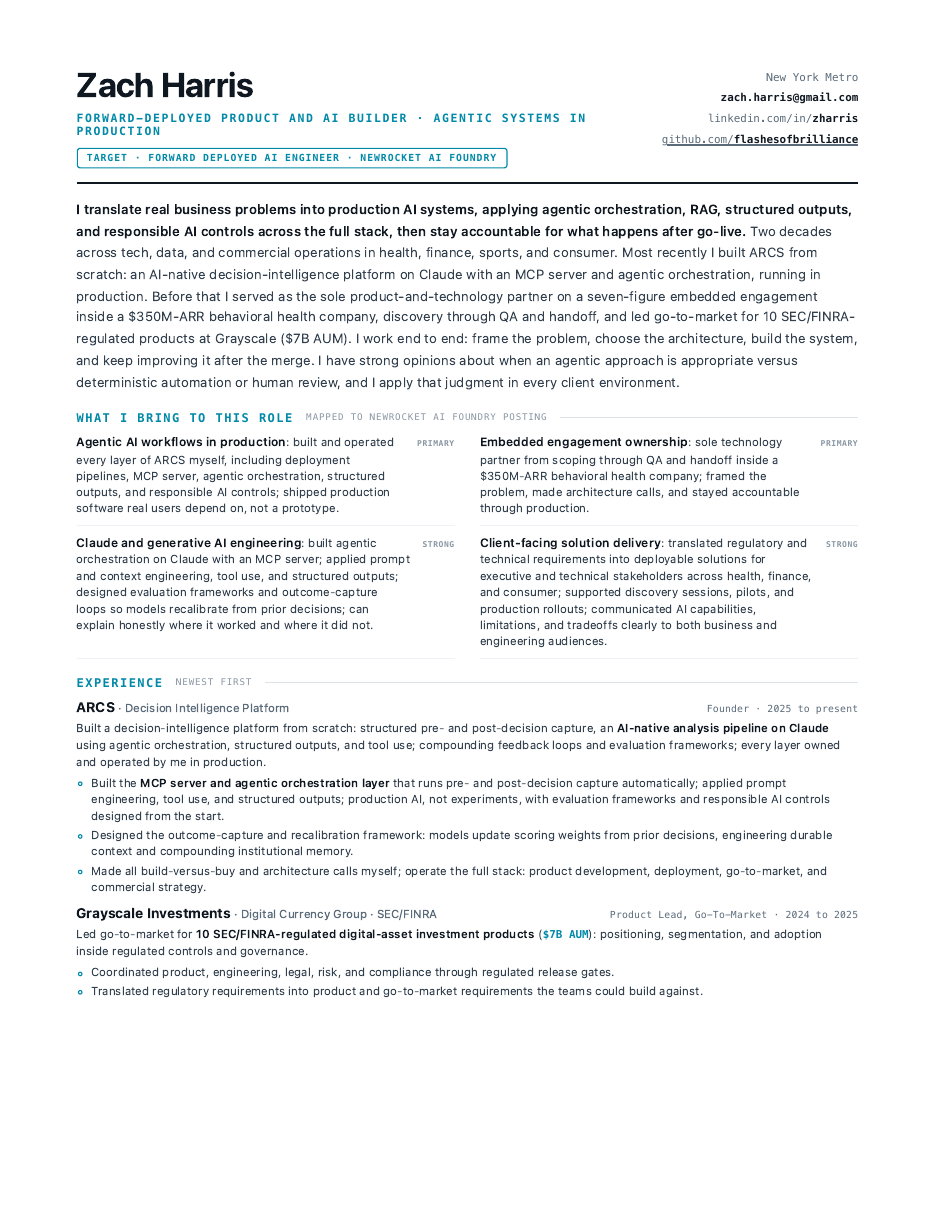 Zach Harris
FORWARD-DEPLOYED PRODUCT AND AI BUILDER · AGENTIC SYSTEMS IN
PRODUCTION
TARGET · FORWARD DEPLOYED AI ENGINEER · NEWROCKET AI FOUNDRY
New York Metro
zach.harris@gmail.com
linkedin.com/in/zharris
github.com/flashesofbrilliance
I translate real business problems into production AI systems, applying agentic orchestration, RAG, structured outputs,
and responsible AI controls across the full stack, then stay accountable for what happens after go-live. Two decades
across tech, data, and commercial operations in health, finance, sports, and consumer. Most recently I built ARCS from
scratch: an AI-native decision-intelligence platform on Claude with an MCP server and agentic orchestration, running in
production. Before that I served as the sole product-and-technology partner on a seven-figure embedded engagement
inside a $350M-ARR behavioral health company, discovery through QA and handoff, and led go-to-market for 10 SEC/FINRA-
regulated products at Grayscale ($7B AUM). I work end to end: frame the problem, choose the architecture, build the system,
and keep improving it after the merge. I have strong opinions about when an agentic approach is appropriate versus
deterministic automation or human review, and I apply that judgment in every client environment.
WHAT I BRING TO THIS ROLE MAPPED TO NEWROCKET AI FOUNDRY POSTING
Agentic AI workflows in production: built and operated PRIMARY
every layer of ARCS myself, including deployment
pipelines, MCP server, agentic orchestration, structured
outputs, and responsible AI controls; shipped production
software real users depend on, not a prototype.
Embedded engagement ownership: sole technology PRIMARY
partner from scoping through QA and handoff inside a
$350M-ARR behavioral health company; framed the
problem, made architecture calls, and stayed accountable
through production.
Claude and generative AI engineering: built agentic STRONG
orchestration on Claude with an MCP server; applied prompt
and context engineering, tool use, and structured outputs;
designed evaluation frameworks and outcome-capture
loops so models recalibrate from prior decisions; can
explain honestly where it worked and where it did not.
Client-facing solution delivery: translated regulatory and STRONG
technical requirements into deployable solutions for
executive and technical stakeholders across health, finance,
and consumer; supported discovery sessions, pilots, and
production rollouts; communicated AI capabilities,
limitations, and tradeoffs clearly to both business and
engineering audiences.
EXPERIENCE NEWEST FIRST
ARCS · Decision Intelligence Platform Founder · 2025 to present
Built a decision-intelligence platform from scratch: structured pre- and post-decision capture, an AI-native analysis pipeline on Claude
using agentic orchestration, structured outputs, and tool use; compounding feedback loops and evaluation frameworks; every layer owned
and operated by me in production.
Built the MCP server and agentic orchestration layer that runs pre- and post-decision capture automatically; applied prompt
engineering, tool use, and structured outputs; production AI, not experiments, with evaluation frameworks and responsible AI controls
designed from the start.
Designed the outcome-capture and recalibration framework: models update scoring weights from prior decisions, engineering durable
context and compounding institutional memory.
Made all build-versus-buy and architecture calls myself; operate the full stack: product development, deployment, go-to-market, and
commercial strategy.
Grayscale Investments · Digital Currency Group · SEC/FINRA Product Lead, Go-To-Market · 2024 to 2025
Led go-to-market for 10 SEC/FINRA-regulated digital-asset investment products ($7B AUM): positioning, segmentation, and adoption
inside regulated controls and governance.
Coordinated product, engineering, legal, risk, and compliance through regulated release gates.
Translated regulatory requirements into product and go-to-market requirements the teams could build against.